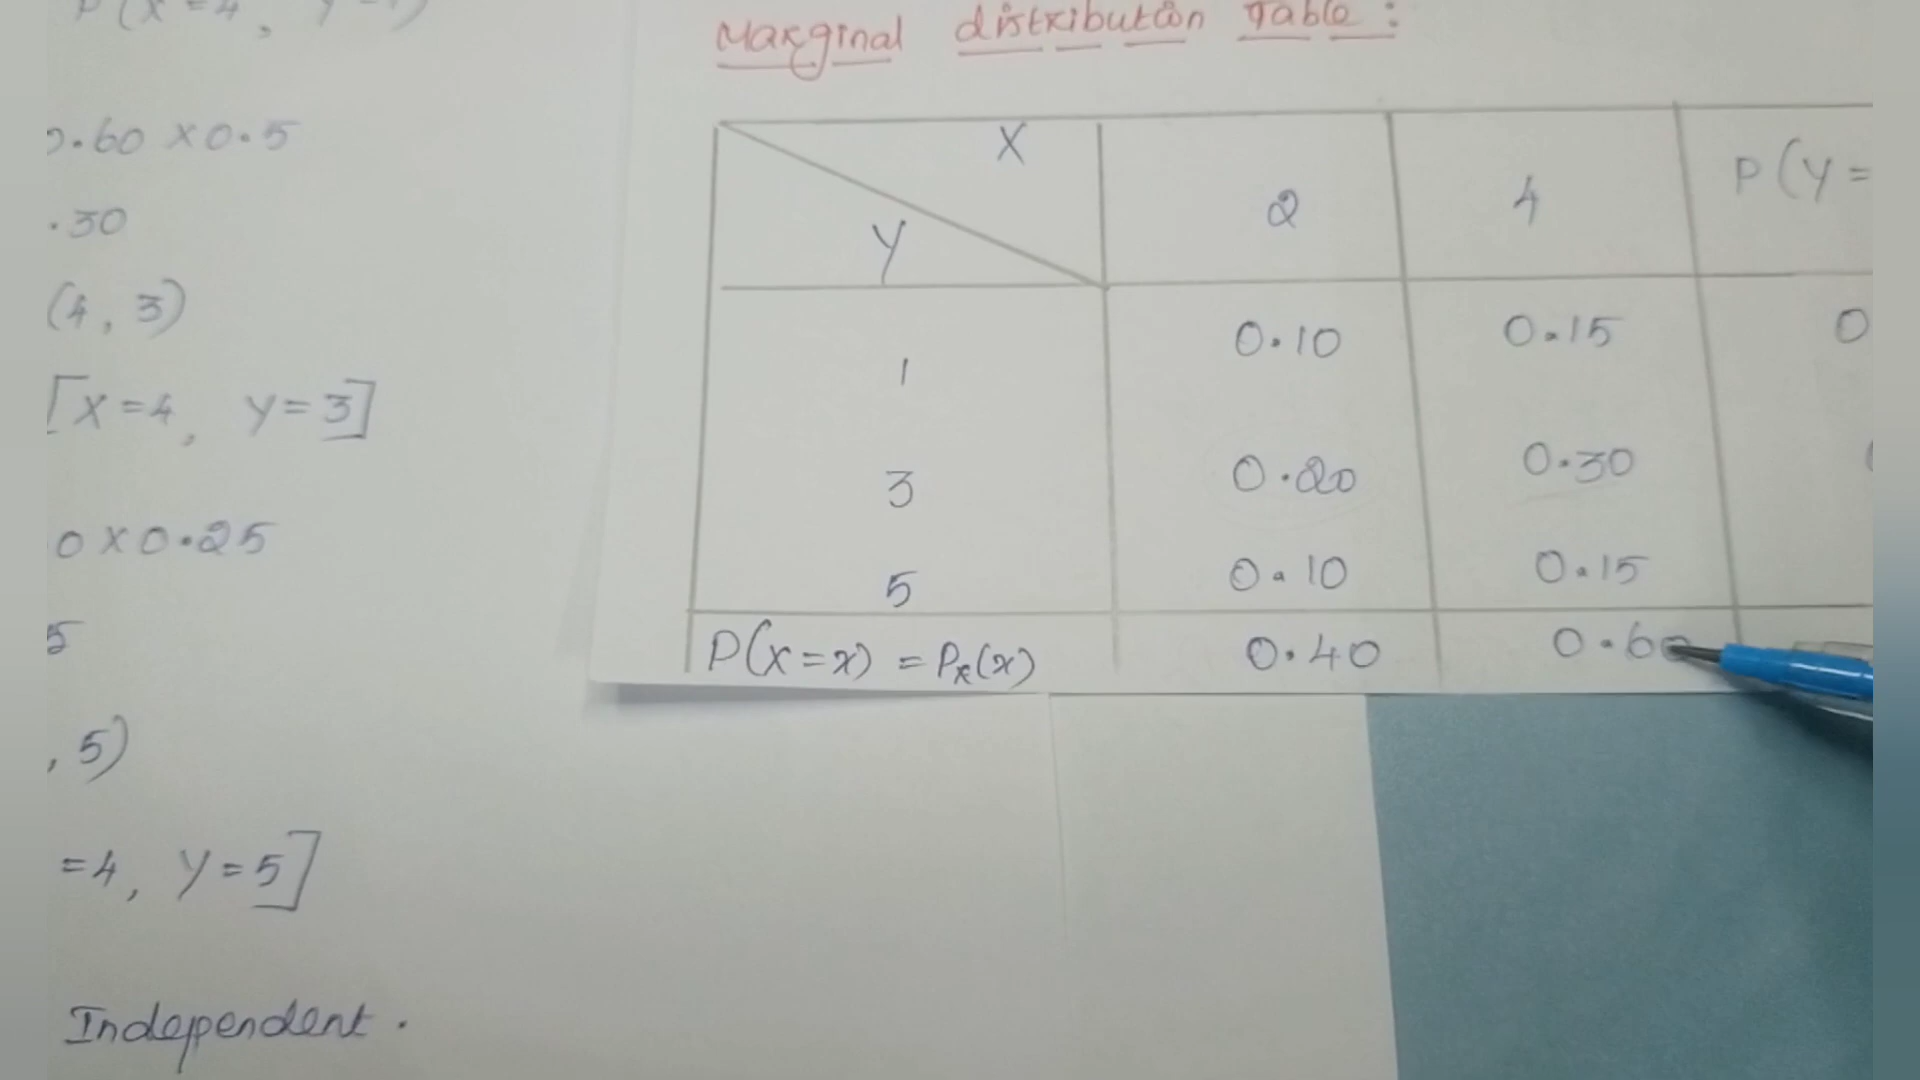 P(X=4,
0.60 X 0.5
.30
(4, 3)
[X=4, Y=3]
0 X 0.25
5
, 5)
=4, Y=5]
Independent.
Marginal distribution Table:
X
Y
2
4
P(Y=
1
0.10
0.15
0
3
0.20
0.30
5
0.10
0.15
P(X=x) = Px(x)
0.40
0.60